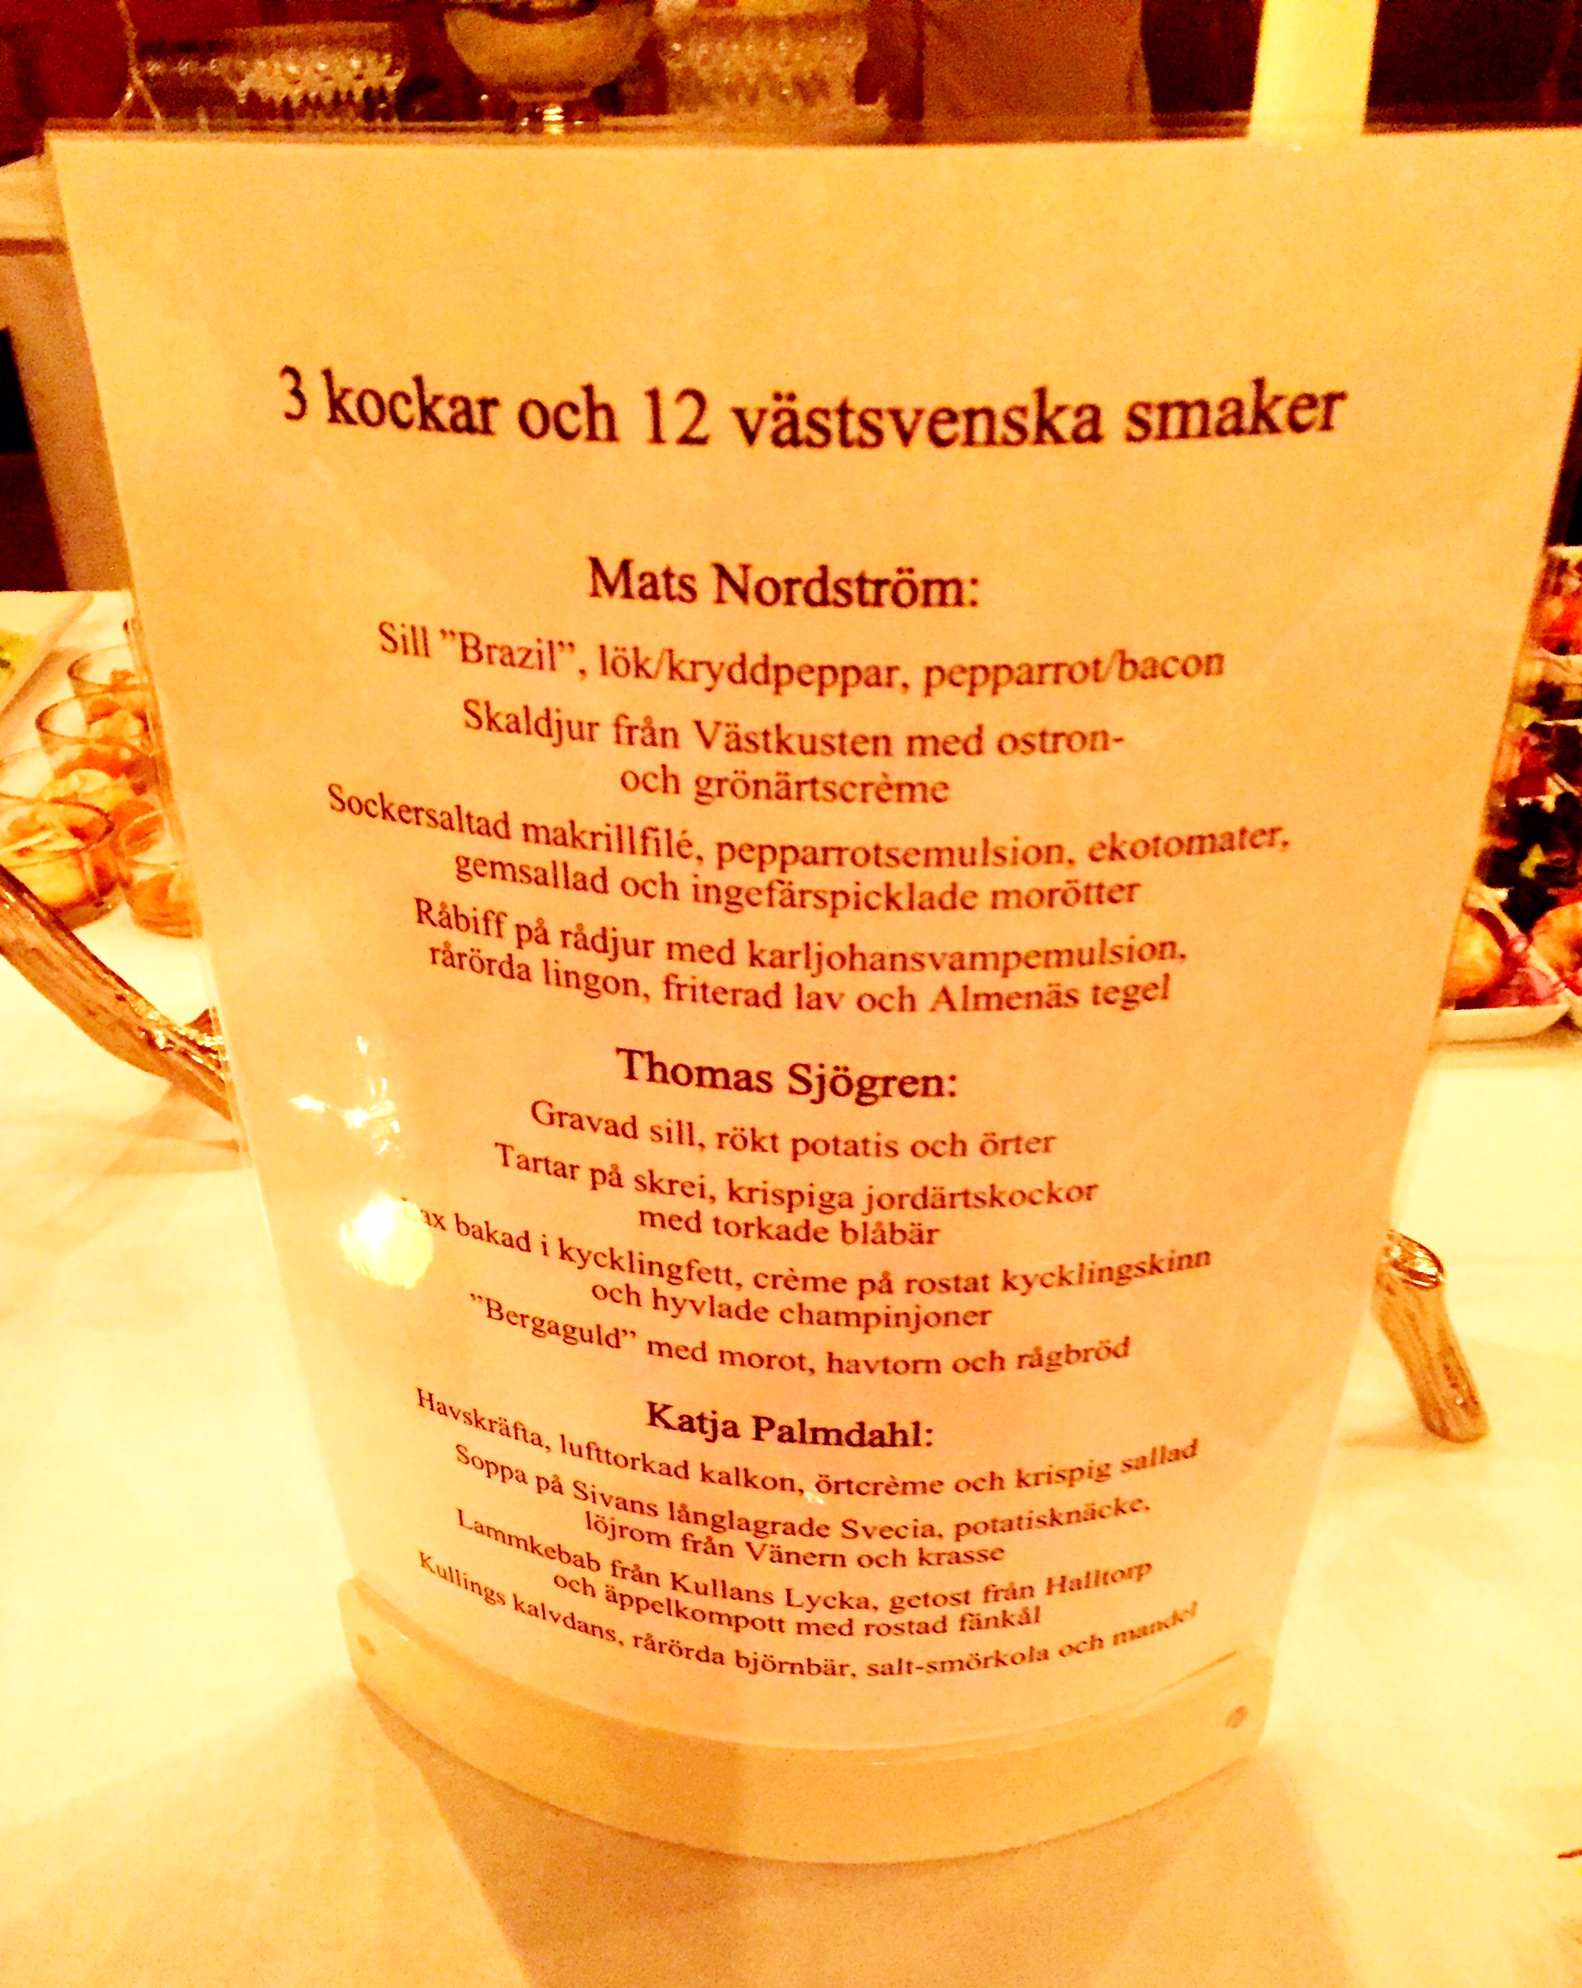 3 kockar och 12 västsvenska smaker
Mats Nordström:
Sill ”Brazil”, lök/kryddpeppar, pepparrot/bacon
Skaldjur från Västkusten med ostron-
och grönärtscrème
Sockersaltad makrillfilé, pepparrotsemulsion, ekotomater,
gemsallad och ingefärspicklade morötter
Råbiff på rådjur med karljohansvampemulsion,
rårörda lingon, friterad lav och Almenäs tegel
Thomas Sjögren:
Gravad sill, rökt potatis och örter
Tartar på skrei, krispiga jordärtskockor
med torkade blåbär
Lax bakad i kycklingfett, crème på rostat kycklingskinn
och hyvlade champinjoner
”Bergaguld” med morot, havtorn och rågbröd
Katja Palmdahl:
Havskräfta, lufttorkad kalkon, örtcrème och krispig sallad
Soppa på Sivans långlagrade Svecia, potatisknäcke,
löjrom från Vänern och krasse
Lammkebab från Kullans Lycka, getost från Halltorp
och äppelkompott med rostad fänkål
Kullings kalvdans, rårörda björnbär, salt-smörkola och mandel